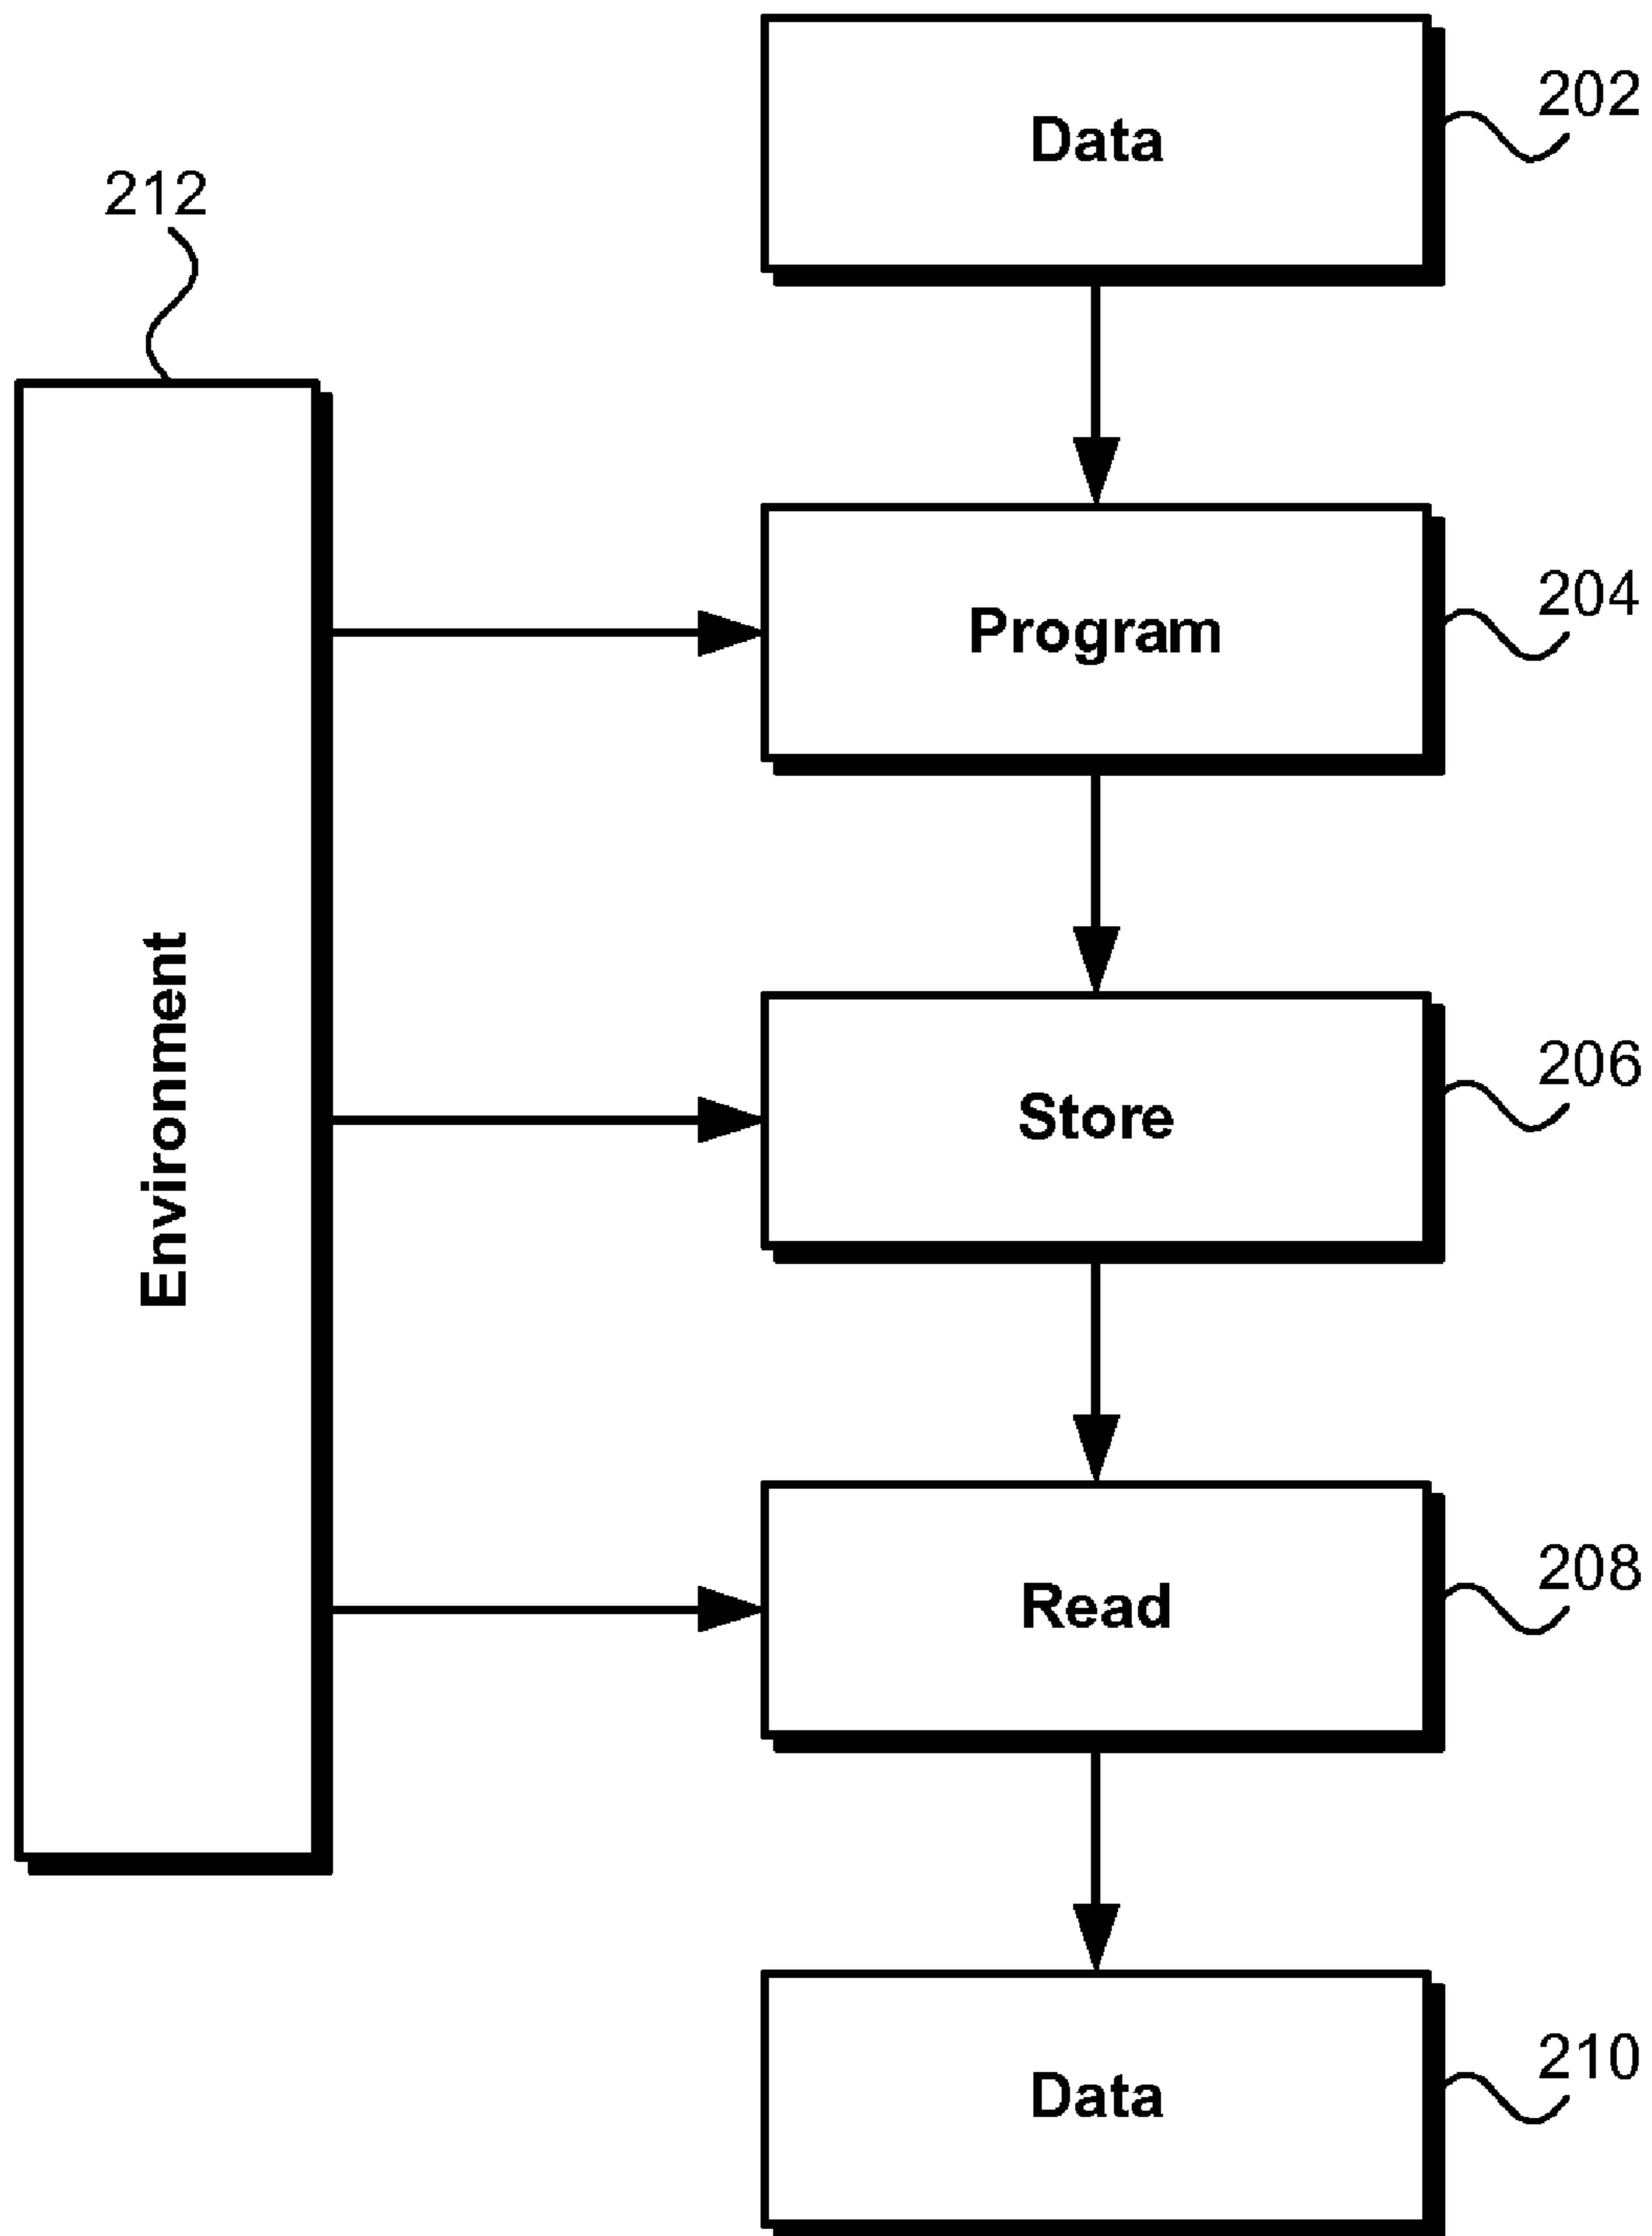 Data
202
212
Program
204
Environment
Store
206
Read
208
Data
210